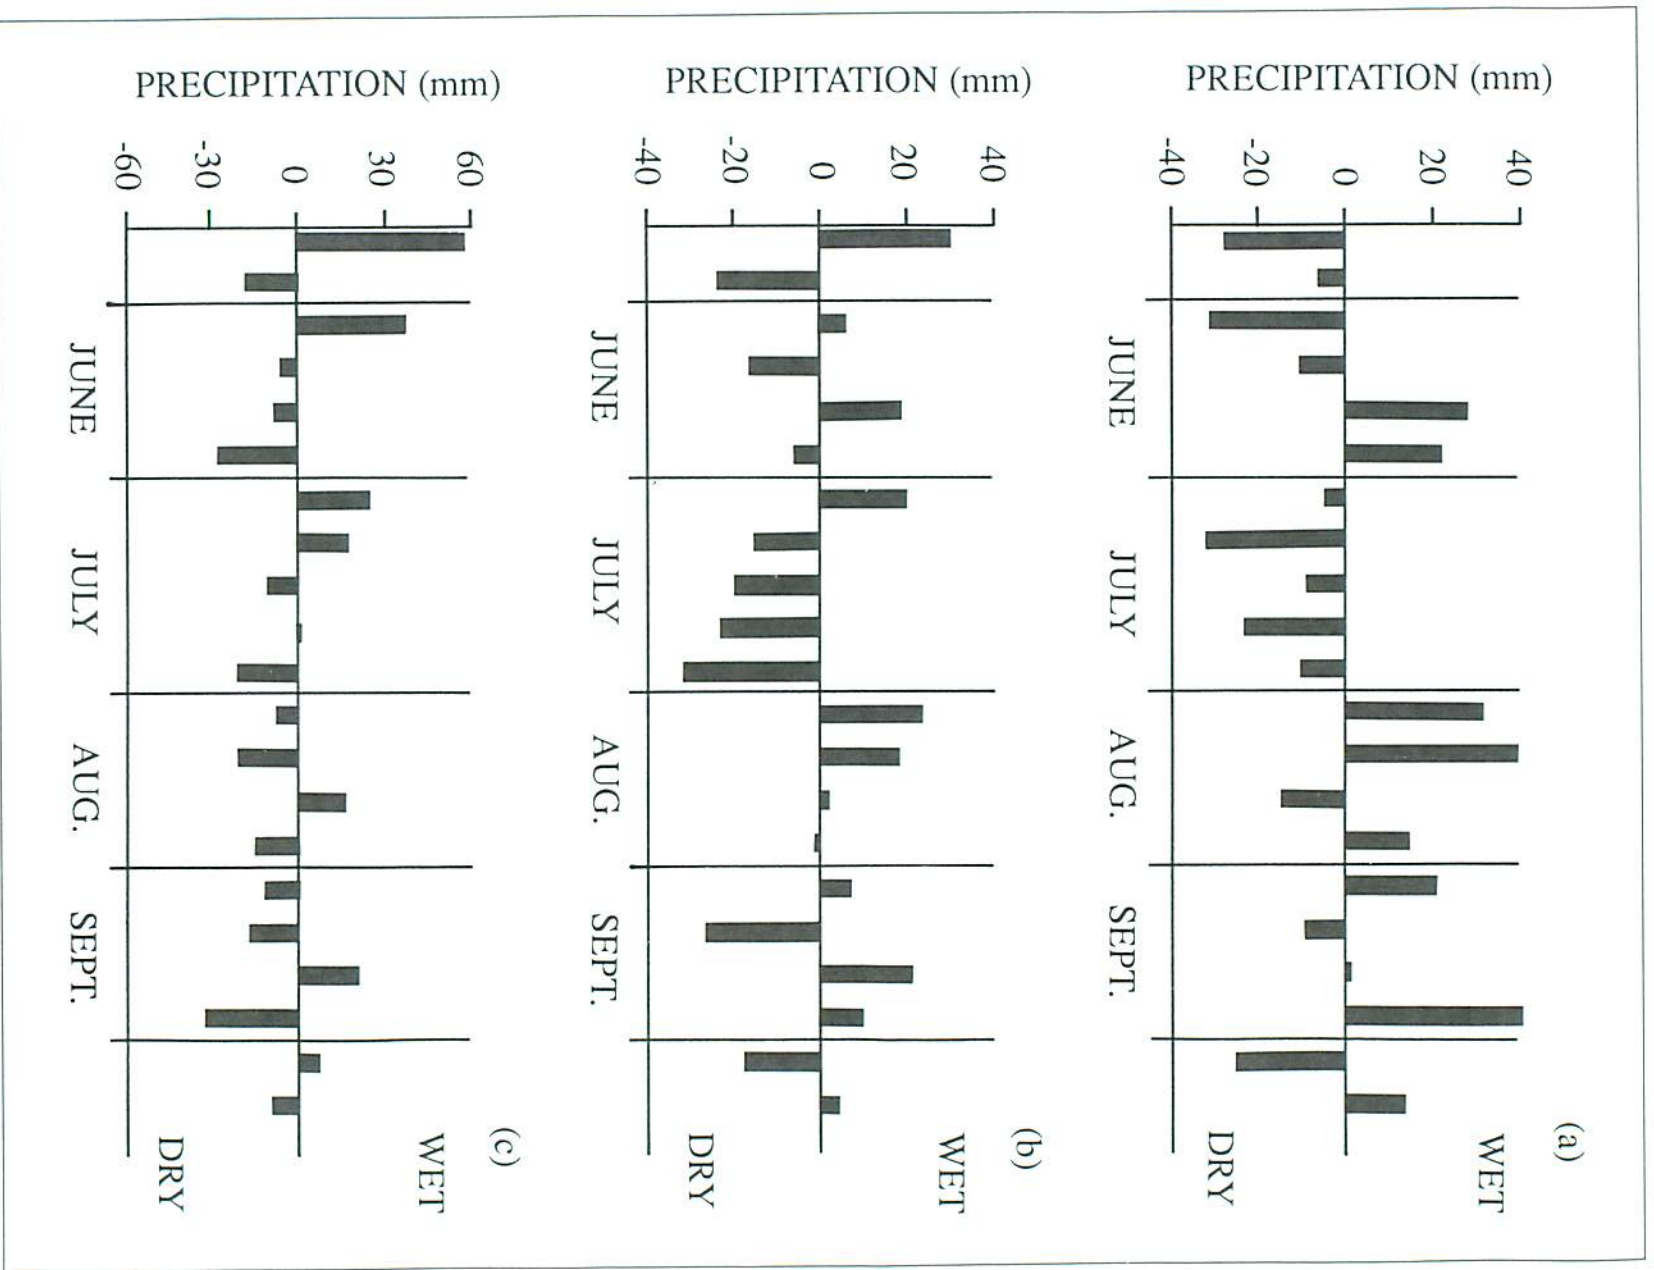 (a)
PRECIPITATION (mm)
40
20
0
-20
-40
WET
DRY
JUNE JULY AUG. SEPT.
(b)
PRECIPITATION (mm)
40
20
0
-20
-40
WET
DRY
JUNE JULY AUG. SEPT.
(c)
PRECIPITATION (mm)
60
30
0
-30
-60
WET
DRY
JUNE JULY AUG. SEPT.